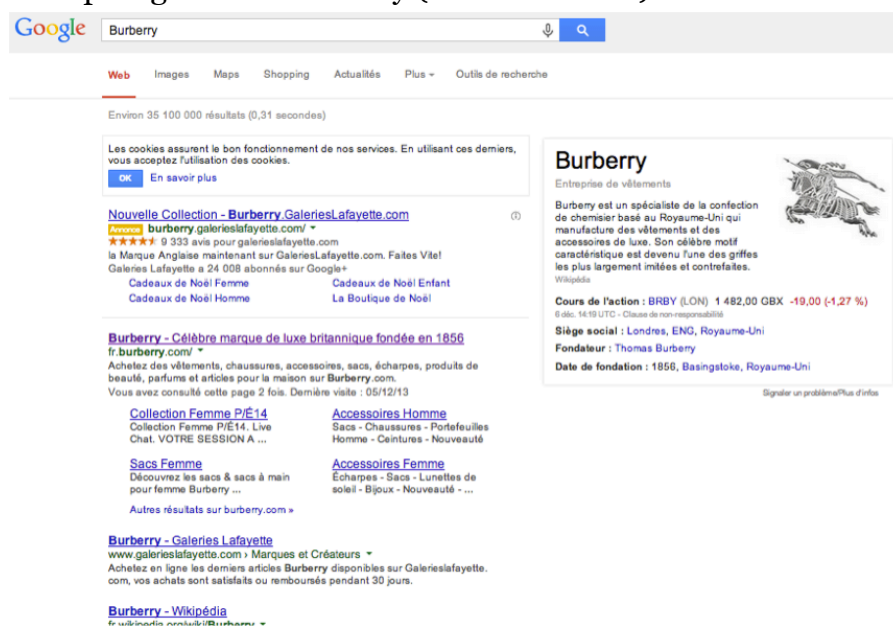 Google Burberry
Web Images Maps Shopping Actualités Plus Outils de recherche
Environ 35 100 000 résultats (0,31 secondes)
Les cookies assurent le bon fonctionnement de nos services. En utilisant ces derniers,
vous acceptez l'utilisation des cookies.
OK En savoir plus
Nouvelle Collection - Burberry.GaleriesLafayette.com
Annonce burberry.galerieslafayette.com/
9 333 avis pour galerieslafayette.com
la Marque Anglaise maintenant sur GaleriesLafayette.com. Faites Vite!
Galeries Lafayette a 24 008 abonnés sur Google+
Cadeaux de Noël Femme Cadeaux de Noël Enfant
Cadeaux de Noël Homme La Boutique de Noël
Burberry - Célèbre marque de luxe britannique fondée en 1856
fr.burberry.com/
Achetez des vêtements, chaussures, accessoires, sacs, écharpes, produits de
beauté, parfums et articles pour la maison sur Burberry.com.
Vous avez consulté cette page 2 fois. Dernière visite : 05/12/13
Collection Femme P/É14
Collection Femme P/É14. Live
Chat. VOTRE SESSION A ...
Accessoires Homme
Sacs - Chaussures - Portefeuilles
Homme - Ceintures - Nouveauté
Sacs Femme
Découvrez les sacs & sacs à main
pour femme Burberry ...
Accessoires Femme
Écharpes - Sacs - Lunettes de
soleil - Bijoux - Nouveauté - ...
Autres résultats sur burberry.com »
Burberry - Galeries Lafayette
www.galerieslafayette.com › Marques et Créateurs
Achetez en ligne les derniers articles Burberry disponibles sur Galerieslafayette.
com, vos achats sont satisfaits ou remboursés pendant 30 jours.
Burberry - Wikipédia
fr.wikipedia.org/wiki/Burberry
Burberry
Entreprise de vêtements
Burberry est un spécialiste de la confection
de chemisier basé au Royaume-Uni qui
manufacture des vêtements et des
accessoires de luxe. Son célèbre motif
caractéristique est devenu l'une des griffes
les plus largement imitées et contrefaites.
Wikipédia
Cours de l'action : BRBY (LON) 1 482,00 GBX -19,00 (-1,27 %)
6 déc. 14:19 UTC - Clause de non-responsabilité
Siège social : Londres, ENG, Royaume-Uni
Fondateur : Thomas Burberry
Date de fondation : 1856, Basingstoke, Royaume-Uni
Signaler un problème/Plus d'infos